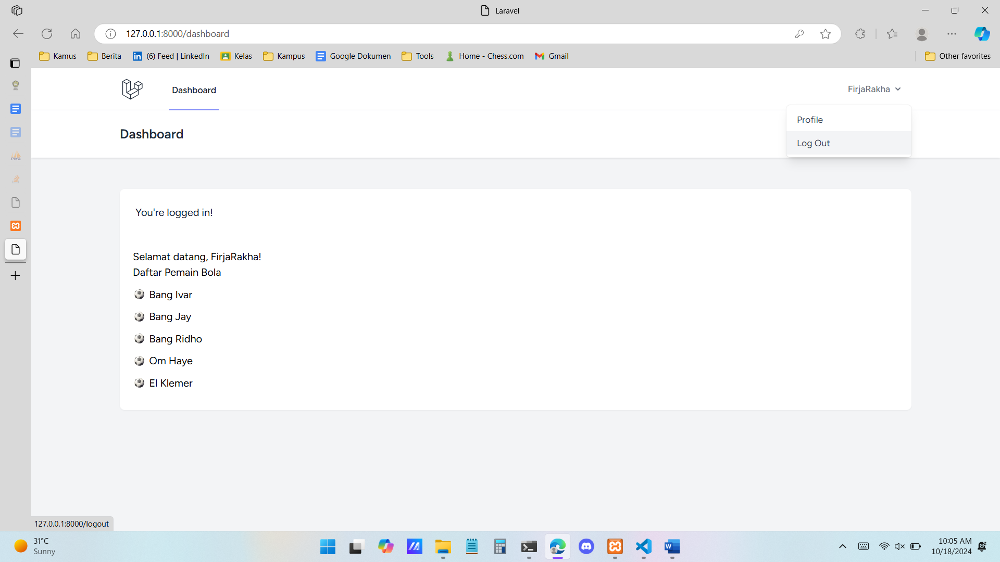 Laravel
127.0.0.1:8000/dashboard
Kamus Berita (6) Feed | LinkedIn Kelas Kampus Google Dokumen Tools Home - Chess.com Gmail Other favorites
Dashboard FirjaRakha
Profile
Dashboard
Log Out
You're logged in!
Selamat datang, FirjaRakha!
Daftar Pemain Bola
Bang Ivar
Bang Jay
Bang Ridho
Om Haye
El Klemer
127.0.0.1:8000/logout
31°C
Sunny
10:05 AM
10/18/2024
PMA